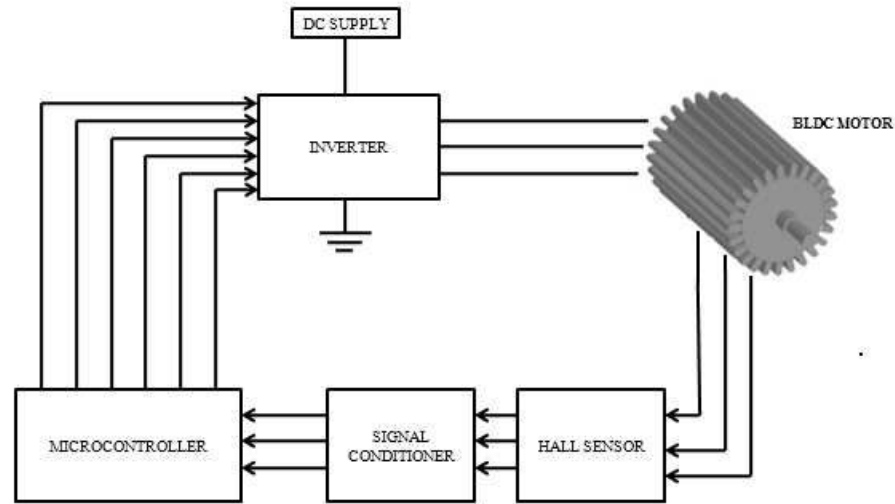 DC SUPPLY
INVERTER
BLDC MOTOR
MICROCONTROLLER
SIGNAL
CONDITIONER
HALL SENSOR